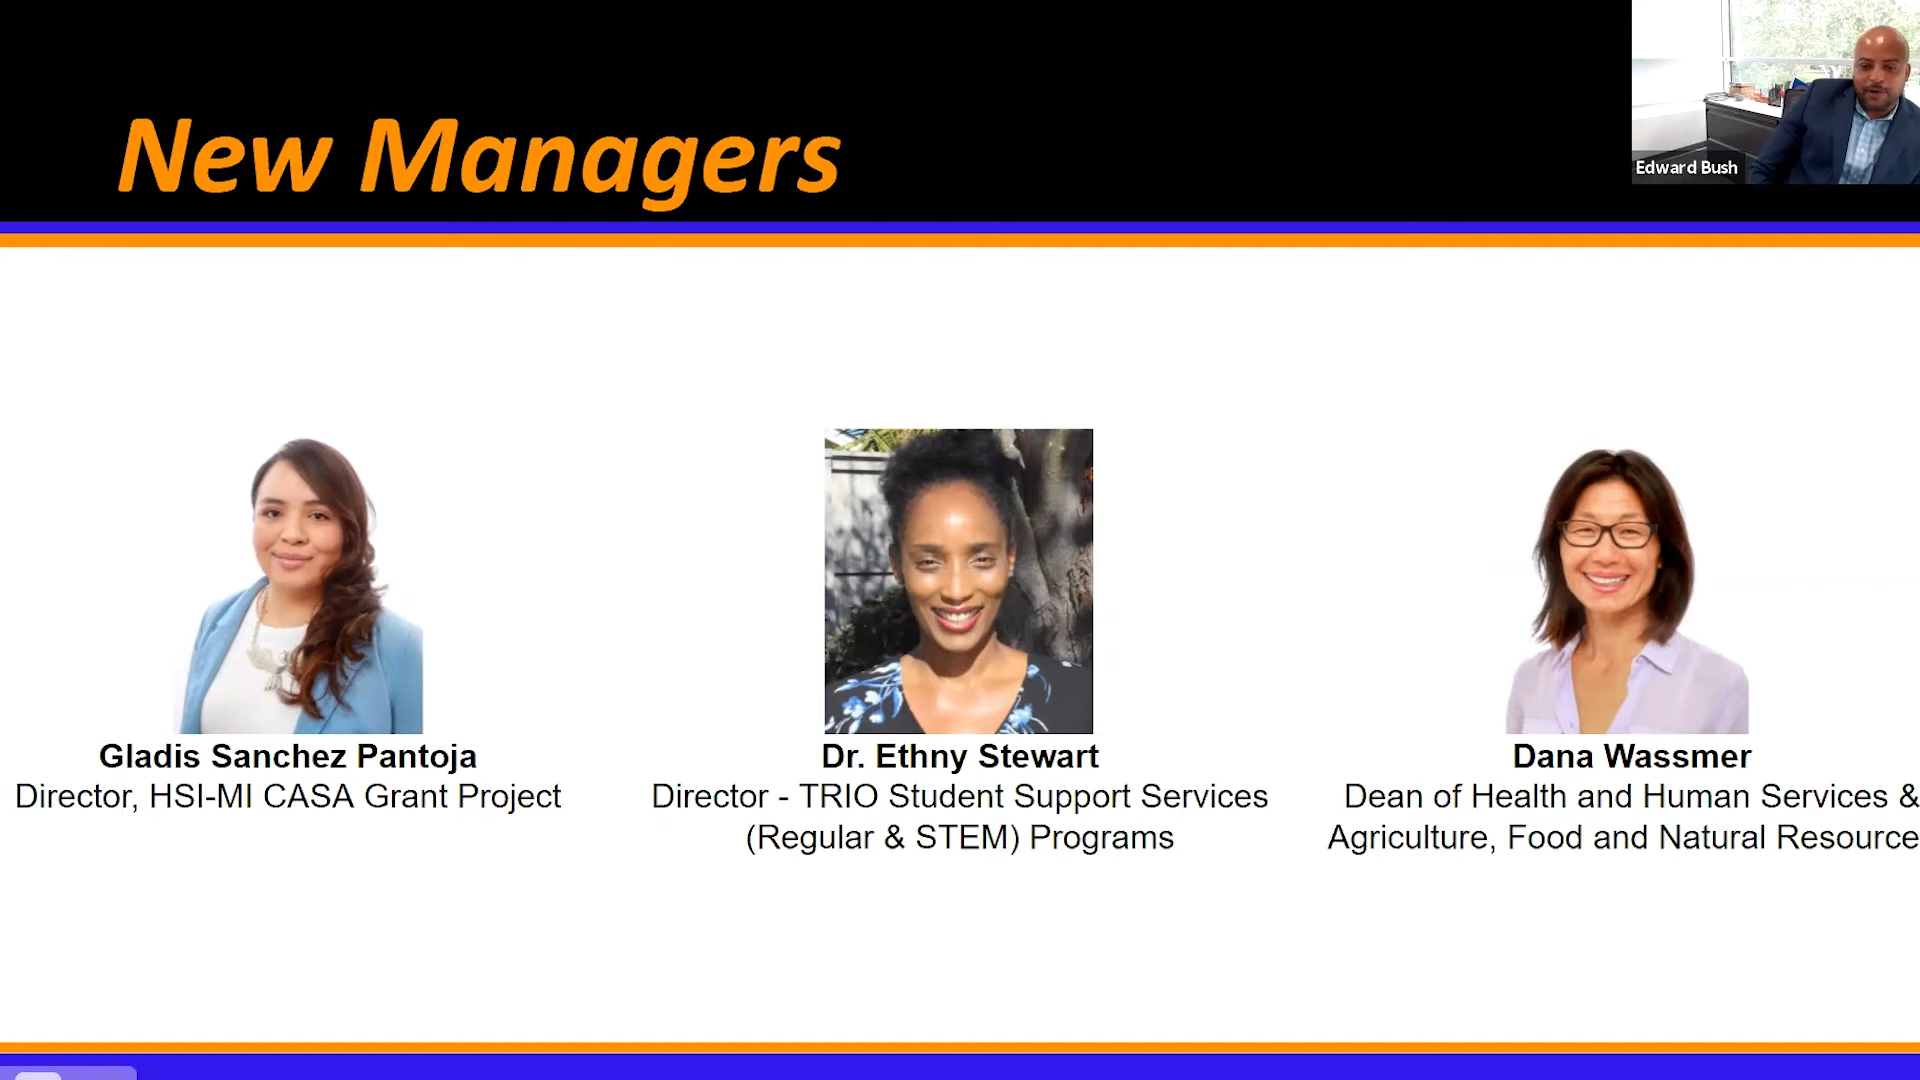 New Managers
Edward Bush
Gladis Sanchez Pantoja
Director, HSI-MI CASA Grant Project
Dr. Ethny Stewart
Director - TRIO Student Support Services
(Regular & STEM) Programs
Dana Wassmer
Dean of Health and Human Services &
Agriculture, Food and Natural Resource